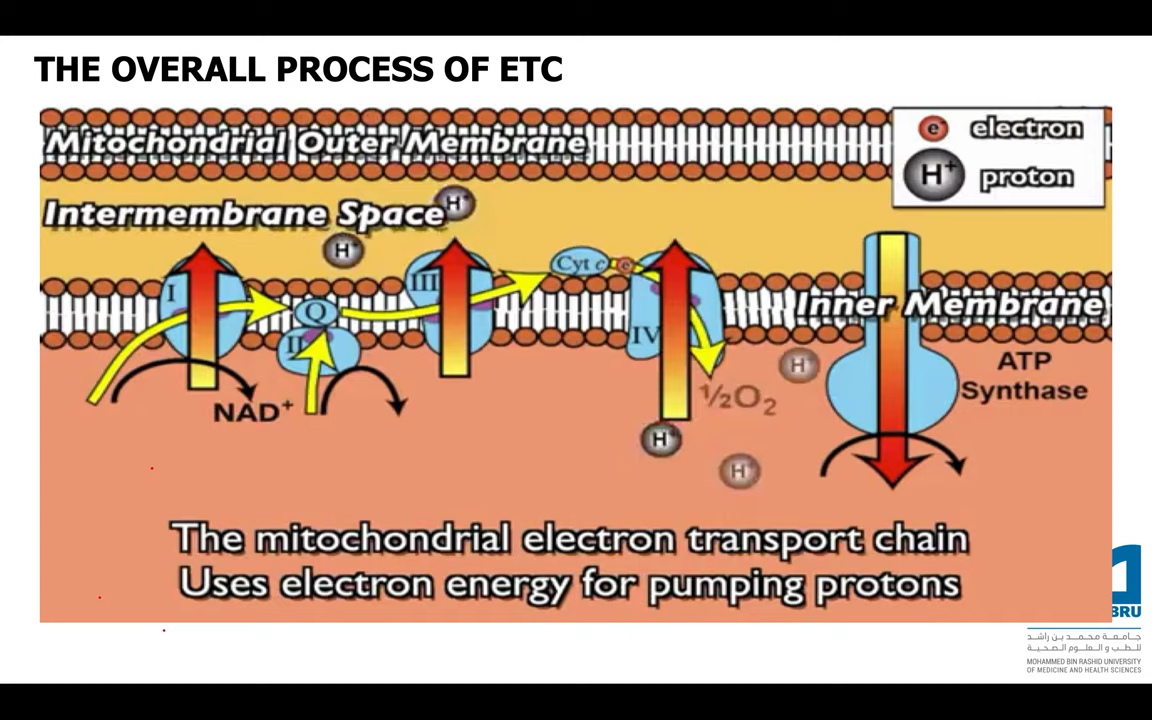 THE OVERALL PROCESS OF ETC
Mitochondrial Outer Membrane
e⁻ electron
H⁺ proton
Intermembrane Space
H⁺
H⁺
I
Q
II
III
Cyt c
e⁻
IV
Inner Membrane
NAD⁺
½O₂
H⁺
H⁺
H⁺
ATP
Synthase
The mitochondrial electron transport chain
Uses electron energy for pumping protons
BRU
جامعة محمد بن راشد
للطب و العلوم الصحية
MOHAMMED BIN RASHID UNIVERSITY
OF MEDICINE AND HEALTH SCIENCES